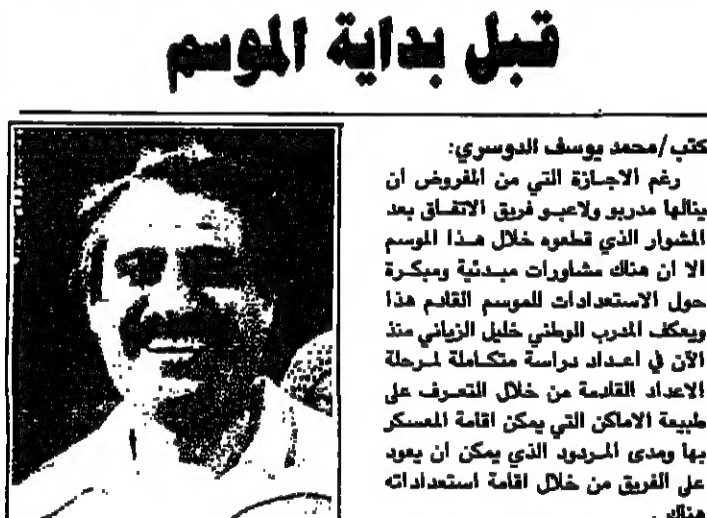 قبل بداية الموسم
كتب/محمد يوسف الدوسري:
رغم الاجازة التي من المفروض ان
ينالها مدربو ولاعبو فريق الاتفاق بعد
المشوار الذي قطعوه خلال هذا الموسم
الا ان هناك مشاورات مبدئية ومبكرة
حول الاستعدادات للموسم القادم هذا
ويعكف المدرب الوطني خليل الزياني منذ
الآن في اعداد دراسة متكاملة لمرحلة
الاعداد القادمة من خلال التعرف على
طبيعة الاماكن التي يمكن اقامة المعسكر
بها ومدى المردود الذي يمكن ان يعود
على الفريق من خلال اقامة استعداداته
هناك.